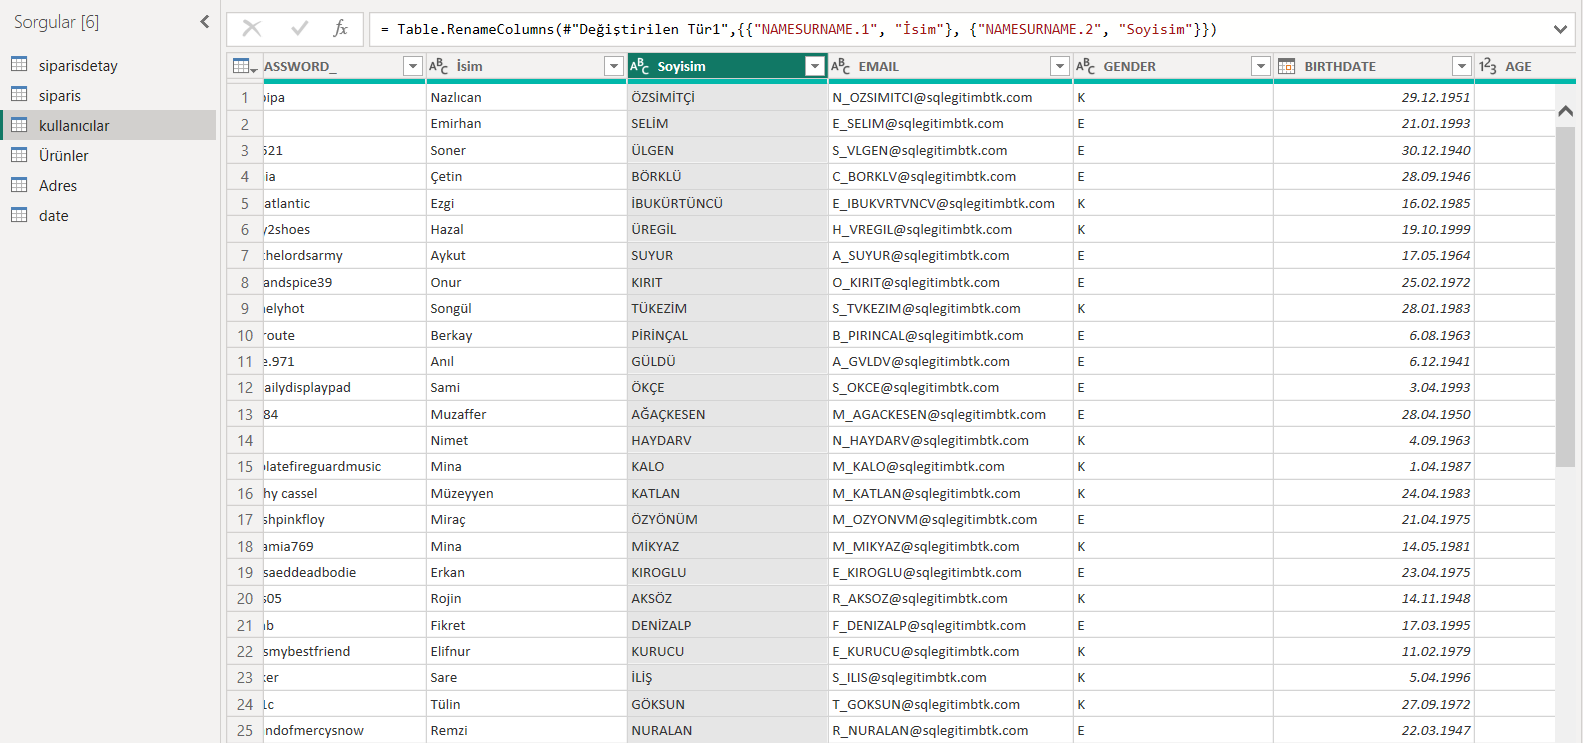 Sorgular [6]
siparisdetay
siparis
kullanıcılar
Ürünler
Adres
date
fx
= Table.RenameColumns(#"Değiştirilen Tür1",{{"NAMESURNAME.1", "İsim"}, {"NAMESURNAME.2", "Soyisim"}})
ASSWORD_ ABC İsim ABC Soyisim ABC EMAIL ABC GENDER BIRTHDATE 123 AGE
1 Nazlıcan ÖZSİMİTÇİ N_OZSIMITCI@sqlegitimbtk.com K 29.12.1951
2 Emirhan SELİM E_SELIM@sqlegitimbtk.com E 21.01.1993
3 521 Soner ÜLGEN S_VLGEN@sqlegitimbtk.com E 30.12.1940
4 ia Çetin BÖRKLÜ C_BORKLV@sqlegitimbtk.com E 28.09.1946
5 atlantic Ezgi İBUKÜRTÜNCÜ E_IBUKVRTVNCV@sqlegitimbtk.com K 16.02.1985
6 y2shoes Hazal ÜREGİL H_VREGIL@sqlegitimbtk.com K 19.10.1999
7 thelordsarmy Aykut SUYUR A_SUYUR@sqlegitimbtk.com E 17.05.1964
8 andspice39 Onur KIRIT O_KIRIT@sqlegitimbtk.com E 25.02.1972
9 elyhot Songül TÜKEZİM S_TVKEZIM@sqlegitimbtk.com K 28.01.1983
10 route Berkay PİRİNÇAL B_PIRINCAL@sqlegitimbtk.com E 6.08.1963
11 e.971 Anıl GÜLDÜ A_GVLDV@sqlegitimbtk.com E 6.12.1941
12 ailydisplaypad Sami ÖKÇE S_OKCE@sqlegitimbtk.com E 3.04.1993
13 84 Muzaffer AĞAÇKESEN M_AGACKESEN@sqlegitimbtk.com E 28.04.1950
14 Nimet HAYDARV N_HAYDARV@sqlegitimbtk.com K 4.09.1963
15 latefireguardmusic Mina KALO M_KALO@sqlegitimbtk.com K 1.04.1987
16 hy cassel Müzeyyen KATLAN M_KATLAN@sqlegitimbtk.com K 24.04.1983
17 shpinkfloy Miraç ÖZYÖNÜM M_OZYONVM@sqlegitimbtk.com E 21.04.1975
18 amia769 Mina MİKYAZ M_MIKYAZ@sqlegitimbtk.com K 14.05.1981
19 saeddeadbodie Erkan KIROGLU E_KIROGLU@sqlegitimbtk.com E 23.04.1975
20 s05 Rojin AKSÖZ R_AKSOZ@sqlegitimbtk.com K 14.11.1948
21 Fikret DENİZALP F_DENIZALP@sqlegitimbtk.com E 17.03.1995
22 smybestfriend Elifnur KURUCU E_KURUCU@sqlegitimbtk.com K 11.02.1979
23 ker Sare İLİŞ S_ILIS@sqlegitimbtk.com K 5.04.1996
24 1c Tülin GÖKSUN T_GOKSUN@sqlegitimbtk.com K 27.09.1972
25 ndofmercysnow Remzi NURALAN R_NURALAN@sqlegitimbtk.com E 22.03.1947